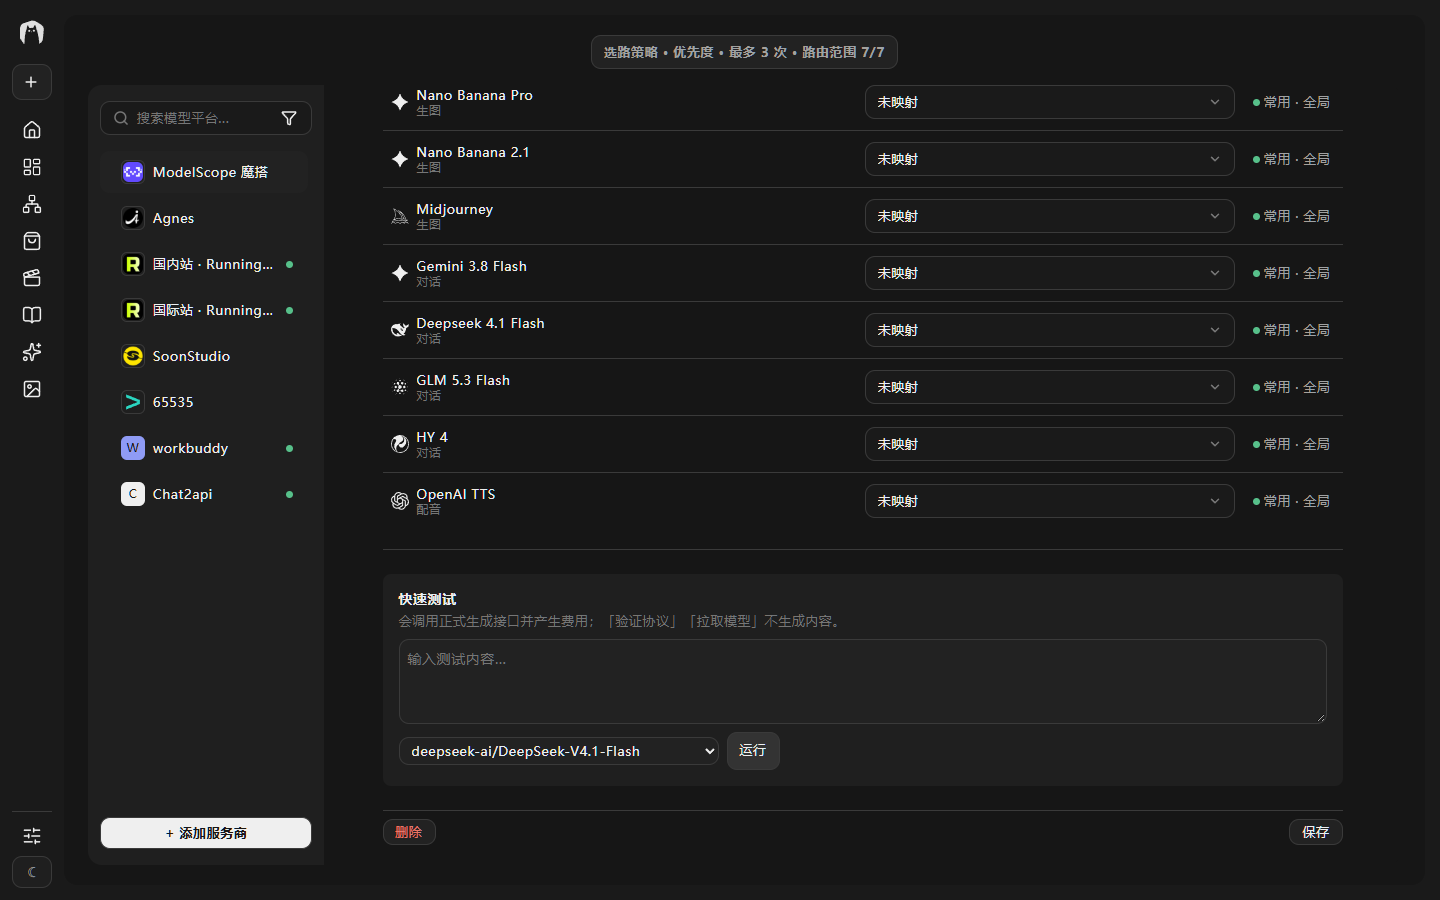 选路策略 • 优先度 • 最多 3 次 • 路由范围 7/7
搜索模型平台...
ModelScope 魔搭
Agnes
国内站 · Running...
国际站 · Running...
SoonStudio
65535
W workbuddy
C Chat2api
+ 添加服务商
Nano Banana Pro
生图
未映射
常用 · 全局
Nano Banana 2.1
生图
未映射
常用 · 全局
Midjourney
生图
未映射
常用 · 全局
Gemini 3.8 Flash
对话
未映射
常用 · 全局
Deepseek 4.1 Flash
对话
未映射
常用 · 全局
GLM 5.3 Flash
对话
未映射
常用 · 全局
HY 4
对话
未映射
常用 · 全局
OpenAI TTS
配音
未映射
常用 · 全局
快速测试
会调用正式生成接口并产生费用；「验证协议」「拉取模型」不生成内容。
输入测试内容...
deepseek-ai/DeepSeek-V4.1-Flash
运行
删除
保存